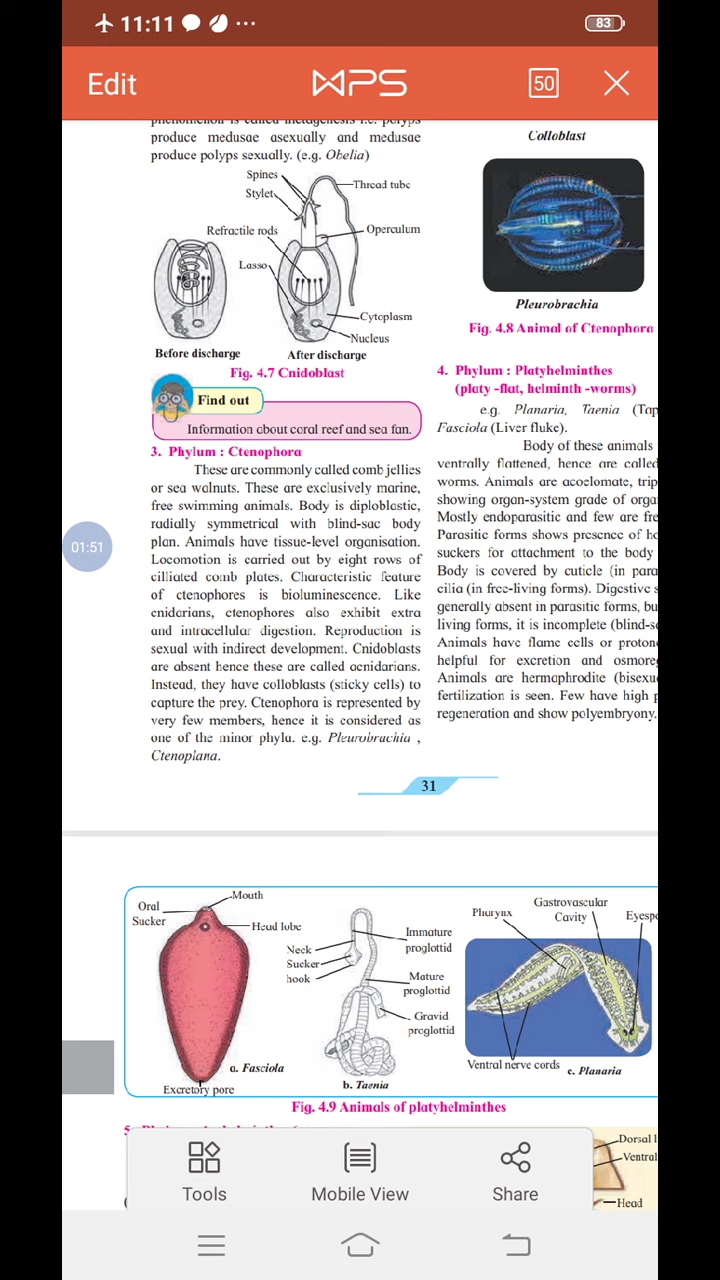 11:11
83
Edit
WPS
50
produce medusae asexually and medusae
produce polyps sexually. (e.g. Obelia)
Spines
Stylet
Thread tube
Refractile rods
Operculum
Lasso
Cytoplasm
Nucleus
Before discharge
After discharge
Fig. 4.7 Cnidoblast
Find out
Information about coral reef and sea fan.
3. Phylum : Ctenophora
These are commonly called comb jellies
or sea walnuts. These are exclusively marine,
free swimming animals. Body is diploblastic,
radially symmetrical with blind-sac body
plan. Animals have tissue-level organisation.
Locomotion is carried out by eight rows of
cilliated comb plates. Characteristic feature
of ctenophores is bioluminescence. Like
cnidarians, ctenophores also exhibit extra
and intracellular digestion. Reproduction is
sexual with indirect development. Cnidoblasts
are absent hence these are called acnidarians.
Instead, they have colloblasts (sticky cells) to
capture the prey. Ctenophora is represented by
very few members, hence it is considered as
one of the minor phyla. e.g. Pleurobrachia ,
Ctenoplana.
Colloblast
Pleurobrachia
Fig. 4.8 Animal of Ctenophora
4. Phylum : Platyhelminthes
(platy -flat, helminth -worms)
e.g. Planaria, Taenia (Tap
Fasciola (Liver fluke).
Body of these animals
ventrally flattened, hence are called
worms. Animals are acoelomate, trip
showing organ-system grade of orga
Mostly endoparasitic and few are fre
Parasitic forms shows presence of ho
suckers for attachment to the body
Body is covered by cuticle (in para
cilia (in free-living forms). Digestive s
generally absent in parasitic forms, bu
living forms, it is incomplete (blind-s
Animals have flame cells or proton
helpful for excretion and osmoreg
Animals are hermaphrodite (bisexu
fertilization is seen. Few have high p
regeneration and show polyembryony.
01:51
31
Oral
Sucker
Mouth
Head lobe
a. Fasciola
Excretory pore
Neck
Sucker
hook
Immature
proglottid
Mature
proglottid
Gravid
proglottid
b. Taenia
Pharynx
Gastrovascular
Cavity
Eyespo
Ventral nerve cords
c. Planaria
Fig. 4.9 Animals of platyhelminthes
Dorsal l
Ventral
Head
Tools
Mobile View
Share